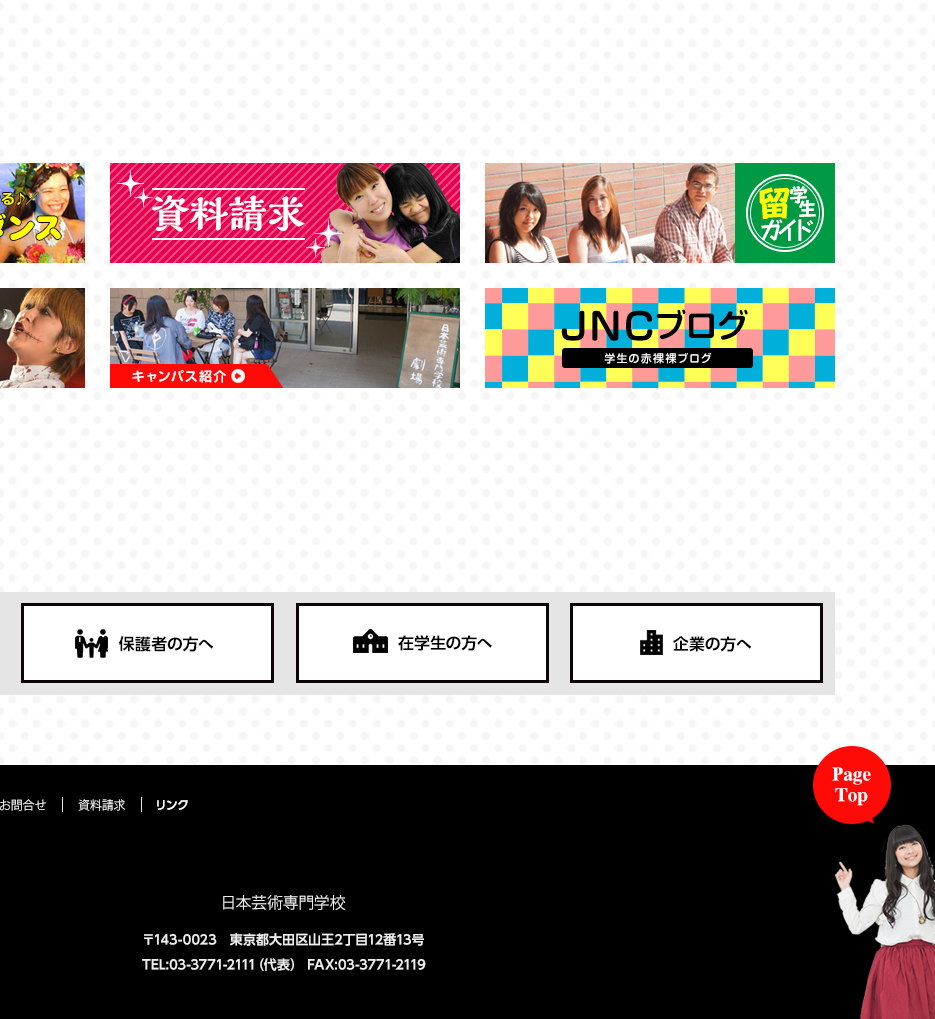 る♪
ダンス
資料請求
留学生
ガイド
キャンパス紹介
日本芸術専門学校
劇場
JNCブログ
学生の赤裸裸ブログ
保護者の方へ
在学生の方へ
企業の方へ
Page
Top
お問合せ
資料請求
リンク
日本芸術専門学校
〒143-0023 東京都大田区山王2丁目12番13号
TEL:03-3771-2111 (代表) FAX:03-3771-2119